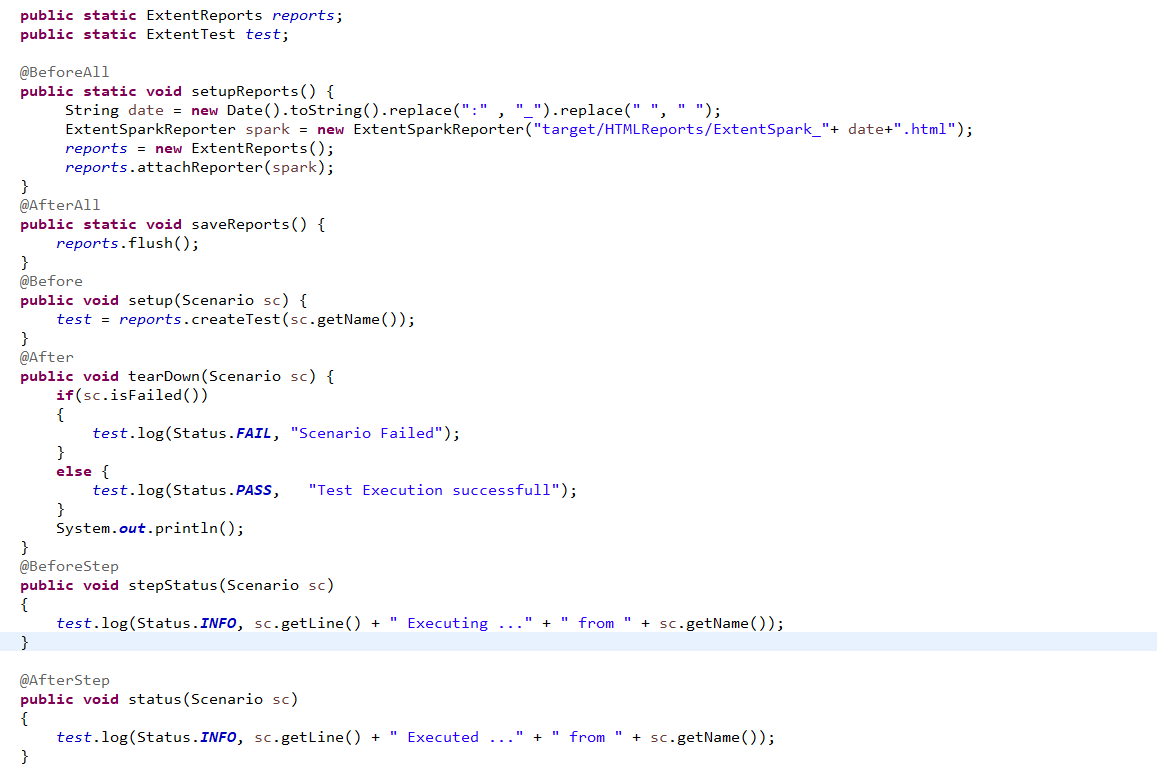 public static ExtentReports reports;
public static ExtentTest test;
@BeforeAll
public static void setupReports() {
String date = new Date().toString().replace(":" , "_").replace(" ", " ");
ExtentSparkReporter spark = new ExtentSparkReporter("target/HTMLReports/ExtentSpark_"+ date+".html");
reports = new ExtentReports();
reports.attachReporter(spark);
}
@AfterAll
public static void saveReports() {
reports.flush();
}
@Before
public void setup(Scenario sc) {
test = reports.createTest(sc.getName());
}
@After
public void tearDown(Scenario sc) {
if(sc.isFailed())
{
test.log(Status.FAIL, "Scenario Failed");
}
else {
test.log(Status.PASS,   "Test Execution successfull");
}
System.out.println();
}
@BeforeStep
public void stepStatus(Scenario sc)
{
test.log(Status.INFO, sc.getLine() + " Executing ..." + " from " + sc.getName());
}
@AfterStep
public void status(Scenario sc)
{
test.log(Status.INFO, sc.getLine() + " Executed ..." + " from " + sc.getName());
}